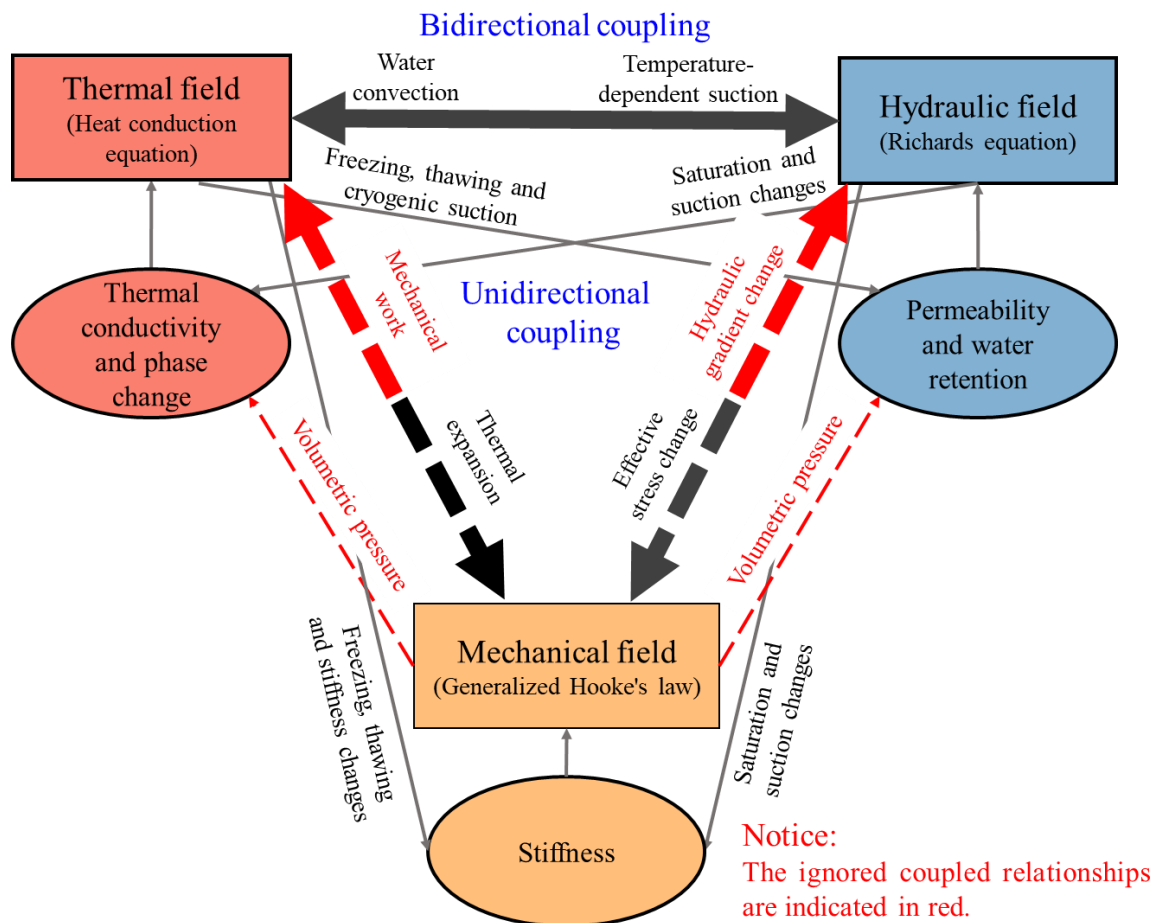 Bidirectional coupling
Thermal field
(Heat conduction
equation)
Water
convection
Temperature-
dependent suction
Hydraulic field
(Richards equation)
Freezing, thawing and
cryogenic suction
Saturation and
suction changes
Mechanical
work
Unidirectional
coupling
Hydraulic
gradient change
Thermal
conductivity
and phase
change
Permeability
and water
retention
Thermal
expansion
Effective
stress change
Volumetric pressure
Volumetric pressure
Mechanical field
(Generalized Hooke's law)
Freezing, thawing
and stiffness changes
Saturation and
suction changes
Stiffness
Notice:
The ignored coupled relationships
are indicated in red.